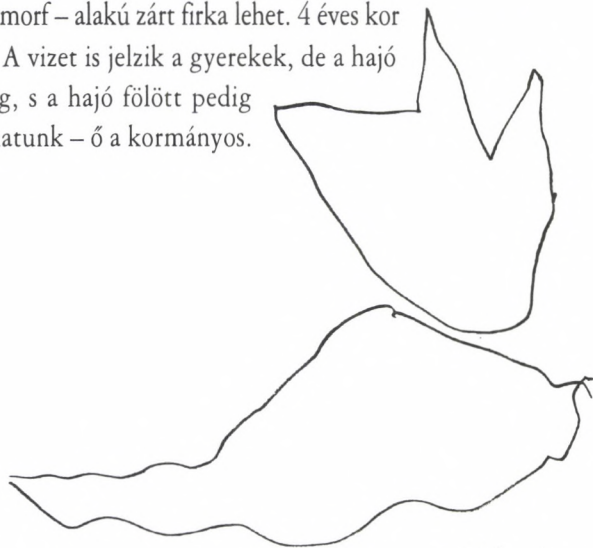 morf – alakú zárt firka lehet. 4 éves kor
A vizet is jelzik a gyerekek, de a hajó
g, s a hajó fölött pedig
atunk – ő a kormányos.